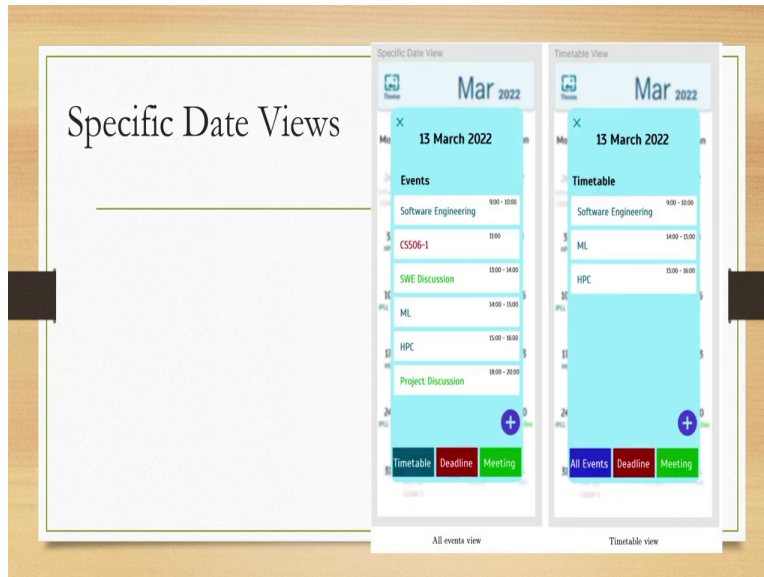 Specific Date Views
Specific Date View
Theme
Mar 2022
13 March 2022
Events
Software Engineering 9:00 - 10:00
CS506-1 11:00
SWE Discussion 13:00 - 14:00
ML 14:00 - 15:00
HPC 15:00 - 16:00
Project Discussion 18:00 - 20:00
+
Timetable Deadline Meeting
All events view
Timetable View
Theme
Mar 2022
13 March 2022
Timetable
Software Engineering 9:00 - 10:00
ML 14:00 - 15:00
HPC 15:00 - 16:00
+
All Events Deadline Meeting
Timetable view